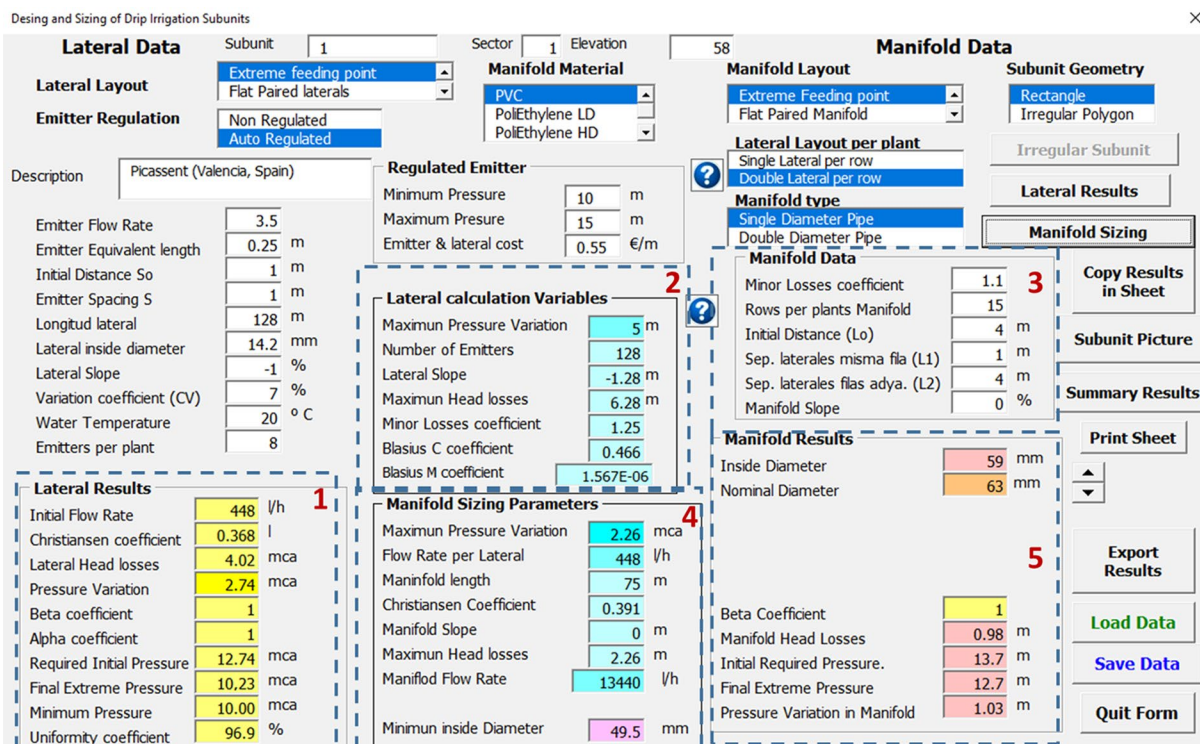 Desing and Sizing of Drip Irrigation Subunits
Lateral Data
Subunit 1
Sector 1
Elevation 58
Manifold Data
Lateral Layout
Extreme feeding point
Flat Paired laterals
Emitter Regulation
Non Regulated
Auto Regulated
Manifold Material
PVC
PoliEthylene LD
PoliEthylene HD
Manifold Layout
Extreme Feeding point
Flat Paired Manifold
Subunit Geometry
Rectangle
Irregular Polygon
Lateral Layout per plant
Single Lateral per row
Double Lateral per row
Manifold type
Single Diameter Pipe
Double Diameter Pipe
Irregular Subunit
Lateral Results
Manifold Sizing
Description Picassent (Valencia, Spain)
Emitter Flow Rate 3.5
Emitter Equivalent length 0.25 m
Initial Distance So 1 m
Emitter Spacing S 1 m
Longitud lateral 128 m
Lateral inside diameter 14.2 mm
Lateral Slope -1 %
Variation coefficient (CV) 7 %
Water Temperature 20 º C
Emitters per plant 8
Regulated Emitter
Minimum Pressure 10 m
Maximum Presure 15 m
Emitter & lateral cost 0.55 €/m
?
2
Lateral calculation Variables
Maximun Pressure Variation 5 m
Number of Emitters 128
Lateral Slope -1.28 m
Maximun Head losses 6.28 m
Minor Losses coefficient 1.25
Blasius C coefficient 0.466
Blasius M coefficient 1.567E-06
?
Manifold Data
3
Minor Losses coefficient 1.1
Rows per plants Manifold 15
Initial Distance (Lo) 4 m
Sep. laterales misma fila (L1) 1 m
Sep. laterales filas adya. (L2) 4 m
Manifold Slope 0 %
Copy Results
in Sheet
Subunit Picture
Summary Results
Print Sheet
Lateral Results
1
Initial Flow Rate 448 l/h
Christiansen coefficient 0.368 l
Lateral Head losses 4.02 mca
Pressure Variation 2.74 mca
Beta coefficient 1
Alpha coefficient 1
Required Initial Pressure 12.74 mca
Final Extreme Pressure 10,23 mca
Minimum Pressure 10.00 mca
Uniformity coefficient 96.9 %
Manifold Sizing Parameters
4
Maximun Pressure Variation 2.26 mca
Flow Rate per Lateral 448 l/h
Maninfold length 75 m
Christiansen Coefficient 0.391
Manifold Slope 0 m
Maximun Head losses 2.26 m
Maniflod Flow Rate 13440 l/h
Minimun inside Diameter 49.5 mm
Manifold Results
Inside Diameter 59 mm
Nominal Diameter 63 mm
5
Beta Coefficient 1
Manifold Head Losses 0.98 m
Initial Required Pressure. 13.7 m
Final Extreme Pressure 12.7 m
Pressure Variation in Manifold 1.03 m
Export
Results
Load Data
Save Data
Quit Form